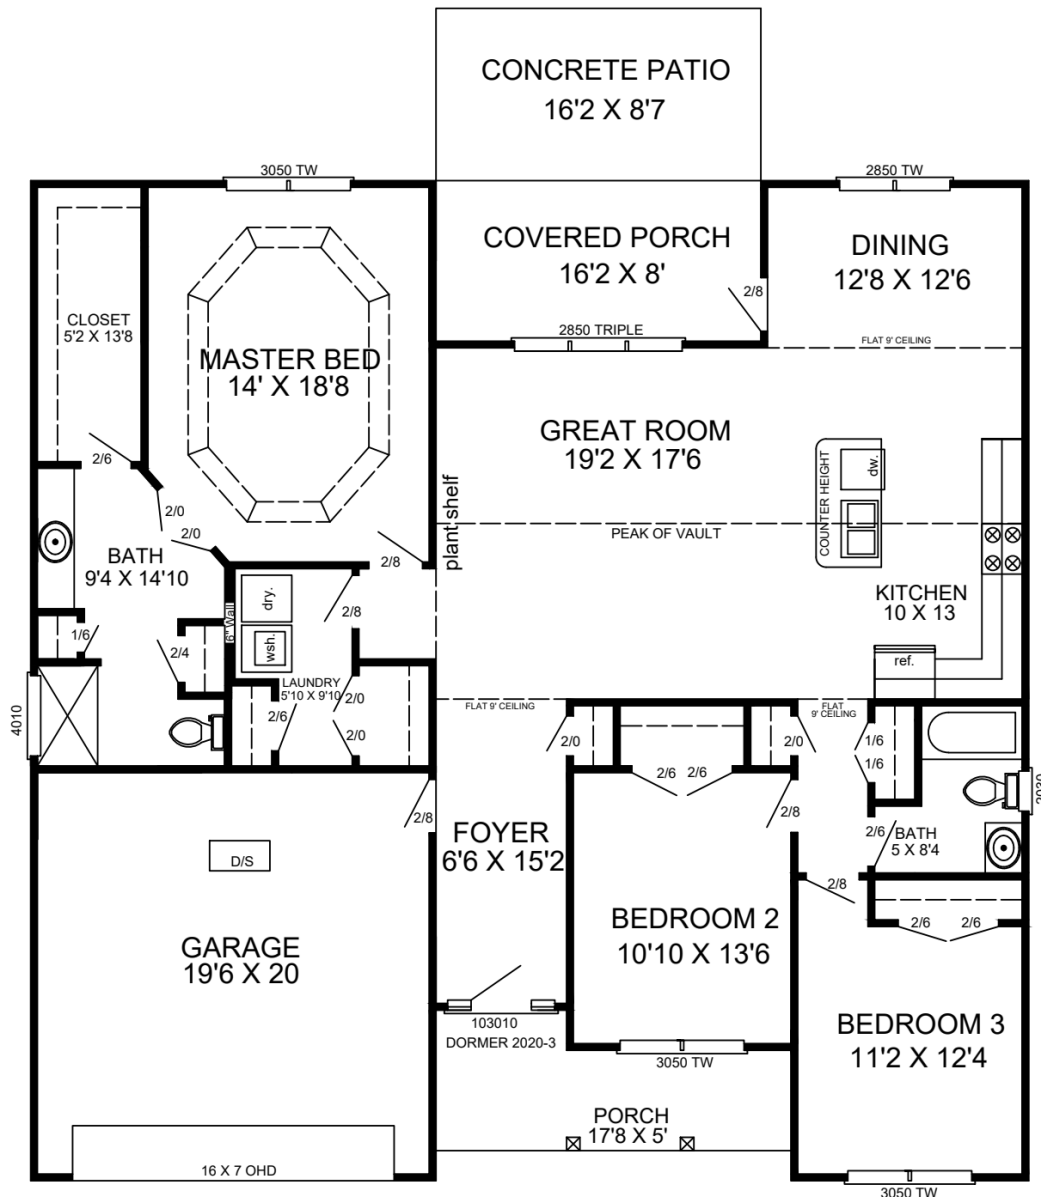 CONCRETE PATIO
16'2 X 8'7
3050 TW
2850 TW
COVERED PORCH
16'2 X 8'
DINING
12'8 X 12'6
2/8
CLOSET
5'2 X 13'8
2850 TRIPLE
FLAT 9' CEILING
MASTER BED
14' X 18'8
GREAT ROOM
19'2 X 17'6
2/6
dw.
COUNTER HEIGHT
plant shelf
2/0
2/0
PEAK OF VAULT
BATH
9'4 X 14'10
2/8
dry.
6" Wall
2/8
KITCHEN
10 X 13
1/6
2/4
wsh.
ref.
LAUNDRY
5'10 X 9'10
2/0
2/6
2/0
4010
FLAT 9' CEILING
FLAT
9' CEILING
2/0
2/0
1/6
1/6
2/6
2/6
2030
2/8
2/8
2/6
BATH
5 X 8'4
FOYER
6'6 X 15'2
D/S
2/8
BEDROOM 2
10'10 X 13'6
2/6
2/6
GARAGE
19'6 X 20
103010
DORMER 2020-3
BEDROOM 3
11'2 X 12'4
3050 TW
PORCH
17'8 X 5'
16 X 7 OHD
3050 TW